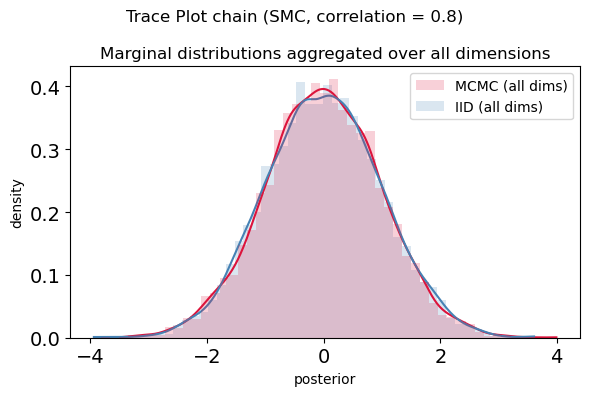 Trace Plot chain (SMC, correlation = 0.8)
Marginal distributions aggregated over all dimensions
MCMC (all dims)
IID (all dims)
density
0.4
0.3
0.2
0.1
0.0
−4
−2
0
2
4
posterior